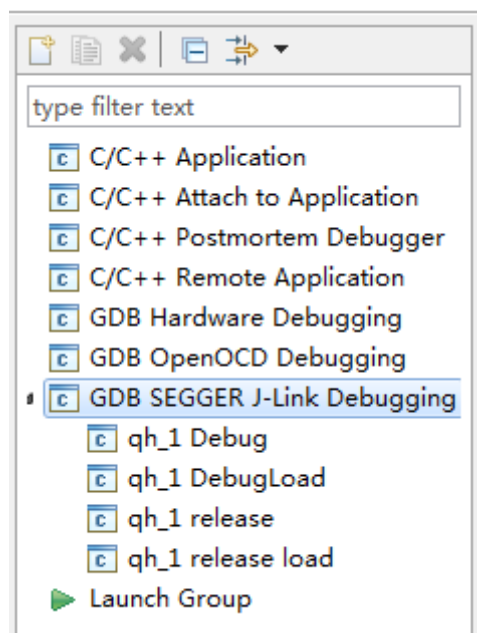 type filter text
C/C++ Application
C/C++ Attach to Application
C/C++ Postmortem Debugger
C/C++ Remote Application
GDB Hardware Debugging
GDB OpenOCD Debugging
GDB SEGGER J-Link Debugging
qh_1 Debug
qh_1 DebugLoad
qh_1 release
qh_1 release load
Launch Group